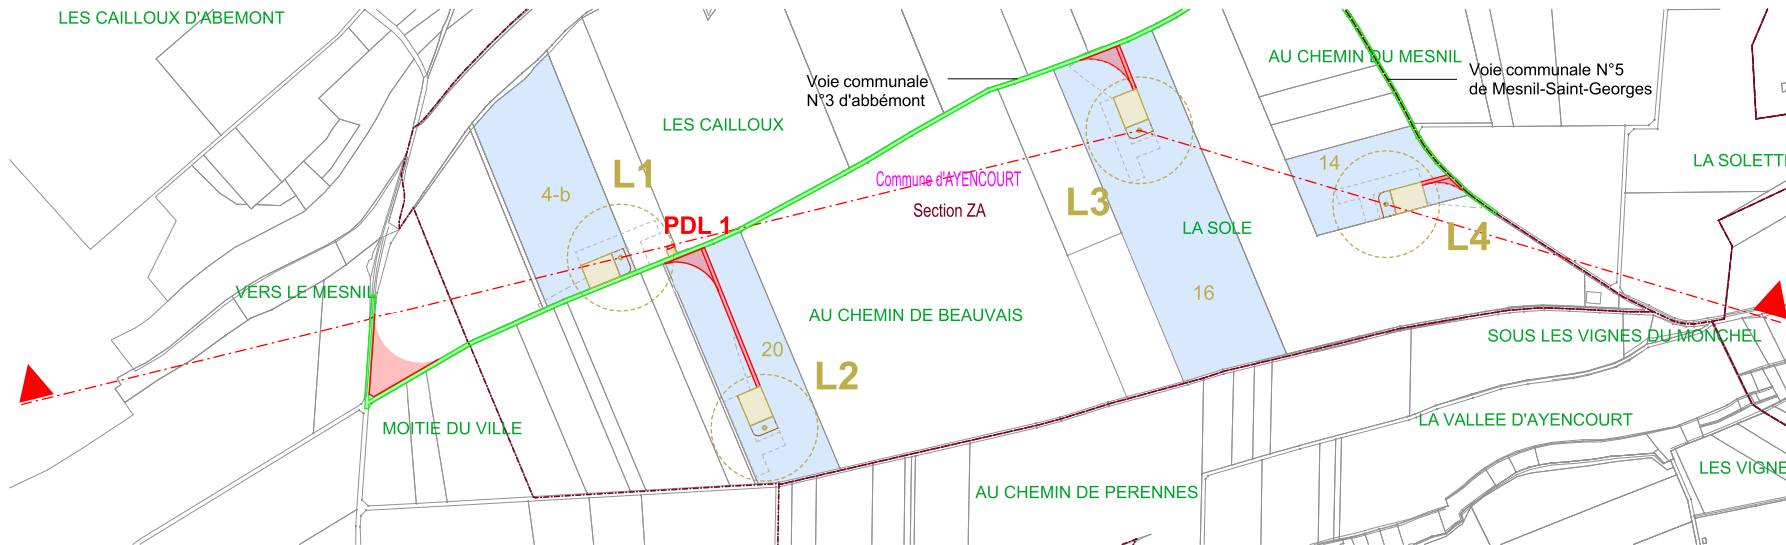 LES CAILLOUX D'ABEMONT
AU CHEMIN DU MESNIL
Voie communale N°5
de Mesnil-Saint-Georges
Voie communale
N°3 d'abbémont
LES CAILLOUX
LA SOLETT
14
L1
4-b
Commune d'AYENCOURT
Section ZA
L3
PDL 1
LA SOLE
L4
VERS LE MESNIL
16
AU CHEMIN DE BEAUVAIS
SOUS LES VIGNES DU MONCHEL
20
L2
MOITIE DU VILLE
LA VALLEE D'AYENCOURT
LES VIGNE
AU CHEMIN DE PERENNES